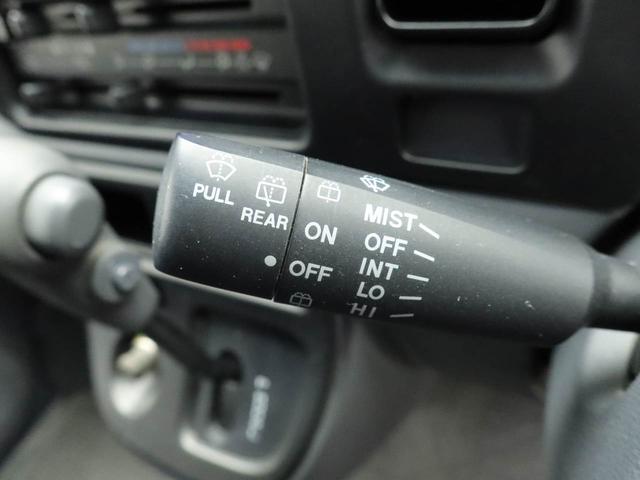 PULL
REAR
ON
OFF
MIST
OFF
INT
LO
HI